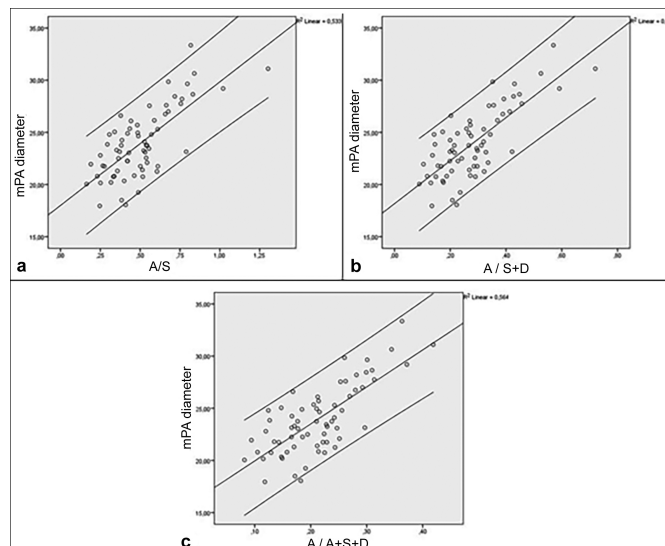 R² Linear = 0,533
35,00
30,00
25,00
20,00
15,00
mPA diameter
,00 ,25 ,50 ,75 1,00 1,25
a A/S
R² Linear = 0,
35,00
30,00
25,00
20,00
15,00
mPA diameter
,00 ,20 ,40 ,60 ,80
b A / S+D
R² Linear = 0,564
35,00
30,00
25,00
20,00
15,00
mPA diameter
,10 ,20 ,30 ,40
c A / A+S+D